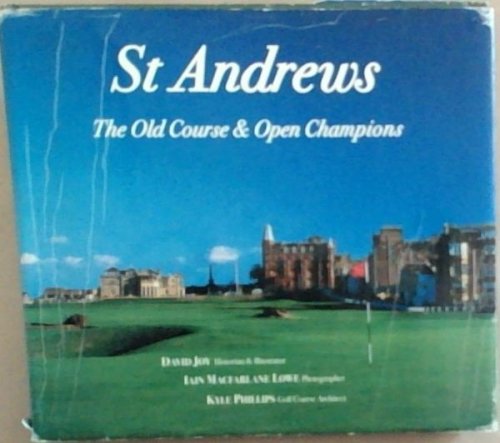 St Andrews
The Old Course & Open Champions
DAVID JOY Historian & Illustrator
IAIN MACFARLANE LOWE Photographer
KYLE PHILLIPS Golf Course Architect